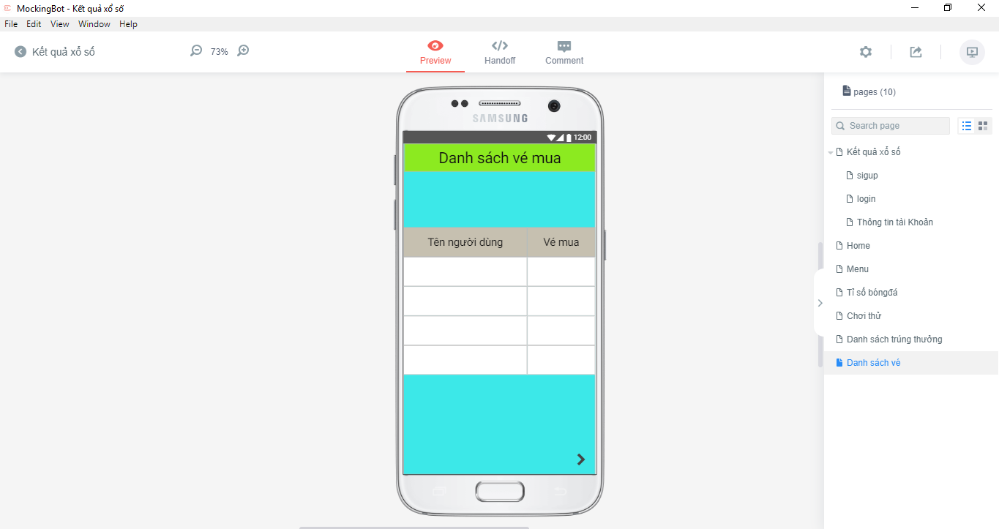 MockingBot - Kết quả xổ số
File Edit View Window Help
Kết quả xổ số
73%
Preview
Handoff
Comment
pages (10)
Search page
Kết quả xổ số
sigup
login
Thông tin tài Khoản
Home
Menu
Tỉ số bóngđá
Chơi thử
Danh sách trúng thưởng
Danh sách vé
SAMSUNG
12:00
Danh sách vé mua
Tên người dùng Vé mua